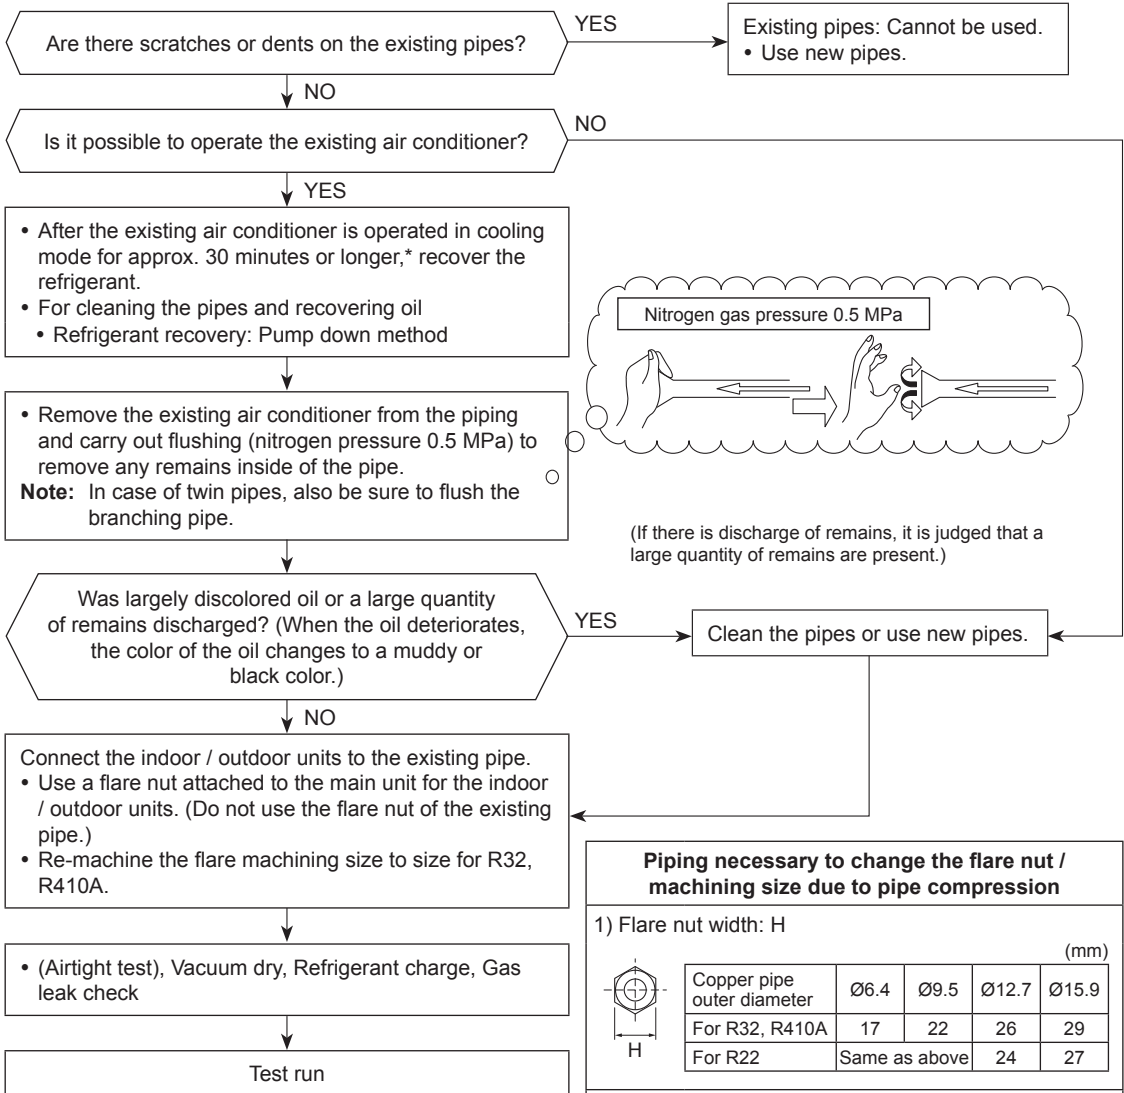 Are there scratches or dents on the existing pipes?
YES
Existing pipes: Cannot be used.
• Use new pipes.
NO
Is it possible to operate the existing air conditioner?
NO
YES
• After the existing air conditioner is operated in cooling
mode for approx. 30 minutes or longer,* recover the
refrigerant.
• For cleaning the pipes and recovering oil
• Refrigerant recovery: Pump down method
Nitrogen gas pressure 0.5 MPa
• Remove the existing air conditioner from the piping
and carry out flushing (nitrogen pressure 0.5 MPa) to
remove any remains inside of the pipe.
Note: In case of twin pipes, also be sure to flush the
branching pipe.
(If there is discharge of remains, it is judged that a
large quantity of remains are present.)
Was largely discolored oil or a large quantity
of remains discharged? (When the oil deteriorates,
the color of the oil changes to a muddy or
black color.)
YES
Clean the pipes or use new pipes.
NO
Connect the indoor / outdoor units to the existing pipe.
• Use a flare nut attached to the main unit for the indoor
/ outdoor units. (Do not use the flare nut of the existing
pipe.)
• Re-machine the flare machining size to size for R32,
R410A.
• (Airtight test), Vacuum dry, Refrigerant charge, Gas
leak check
Test run
Piping necessary to change the flare nut /
machining size due to pipe compression
1) Flare nut width: H
(mm)
H
Copper pipe
outer diameter Ø6.4 Ø9.5 Ø12.7 Ø15.9
For R32, R410A 17 22 26 29
For R22 Same as above 24 27